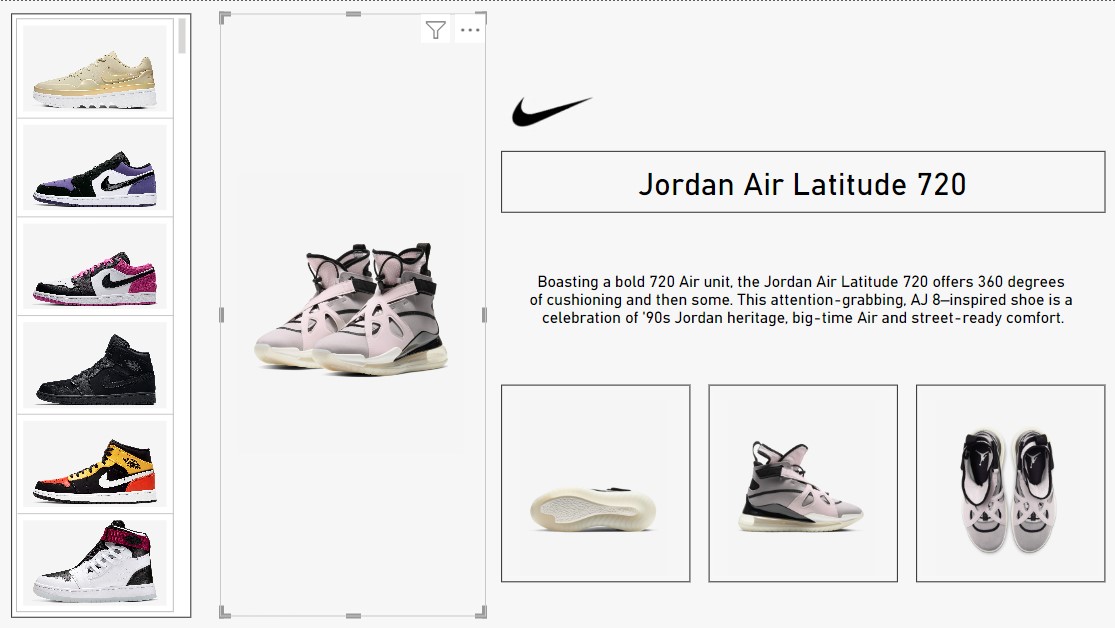 Jordan Air Latitude 720
Boasting a bold 720 Air unit, the Jordan Air Latitude 720 offers 360 degrees
of cushioning and then some. This attention-grabbing, AJ 8–inspired shoe is a
celebration of '90s Jordan heritage, big-time Air and street-ready comfort.